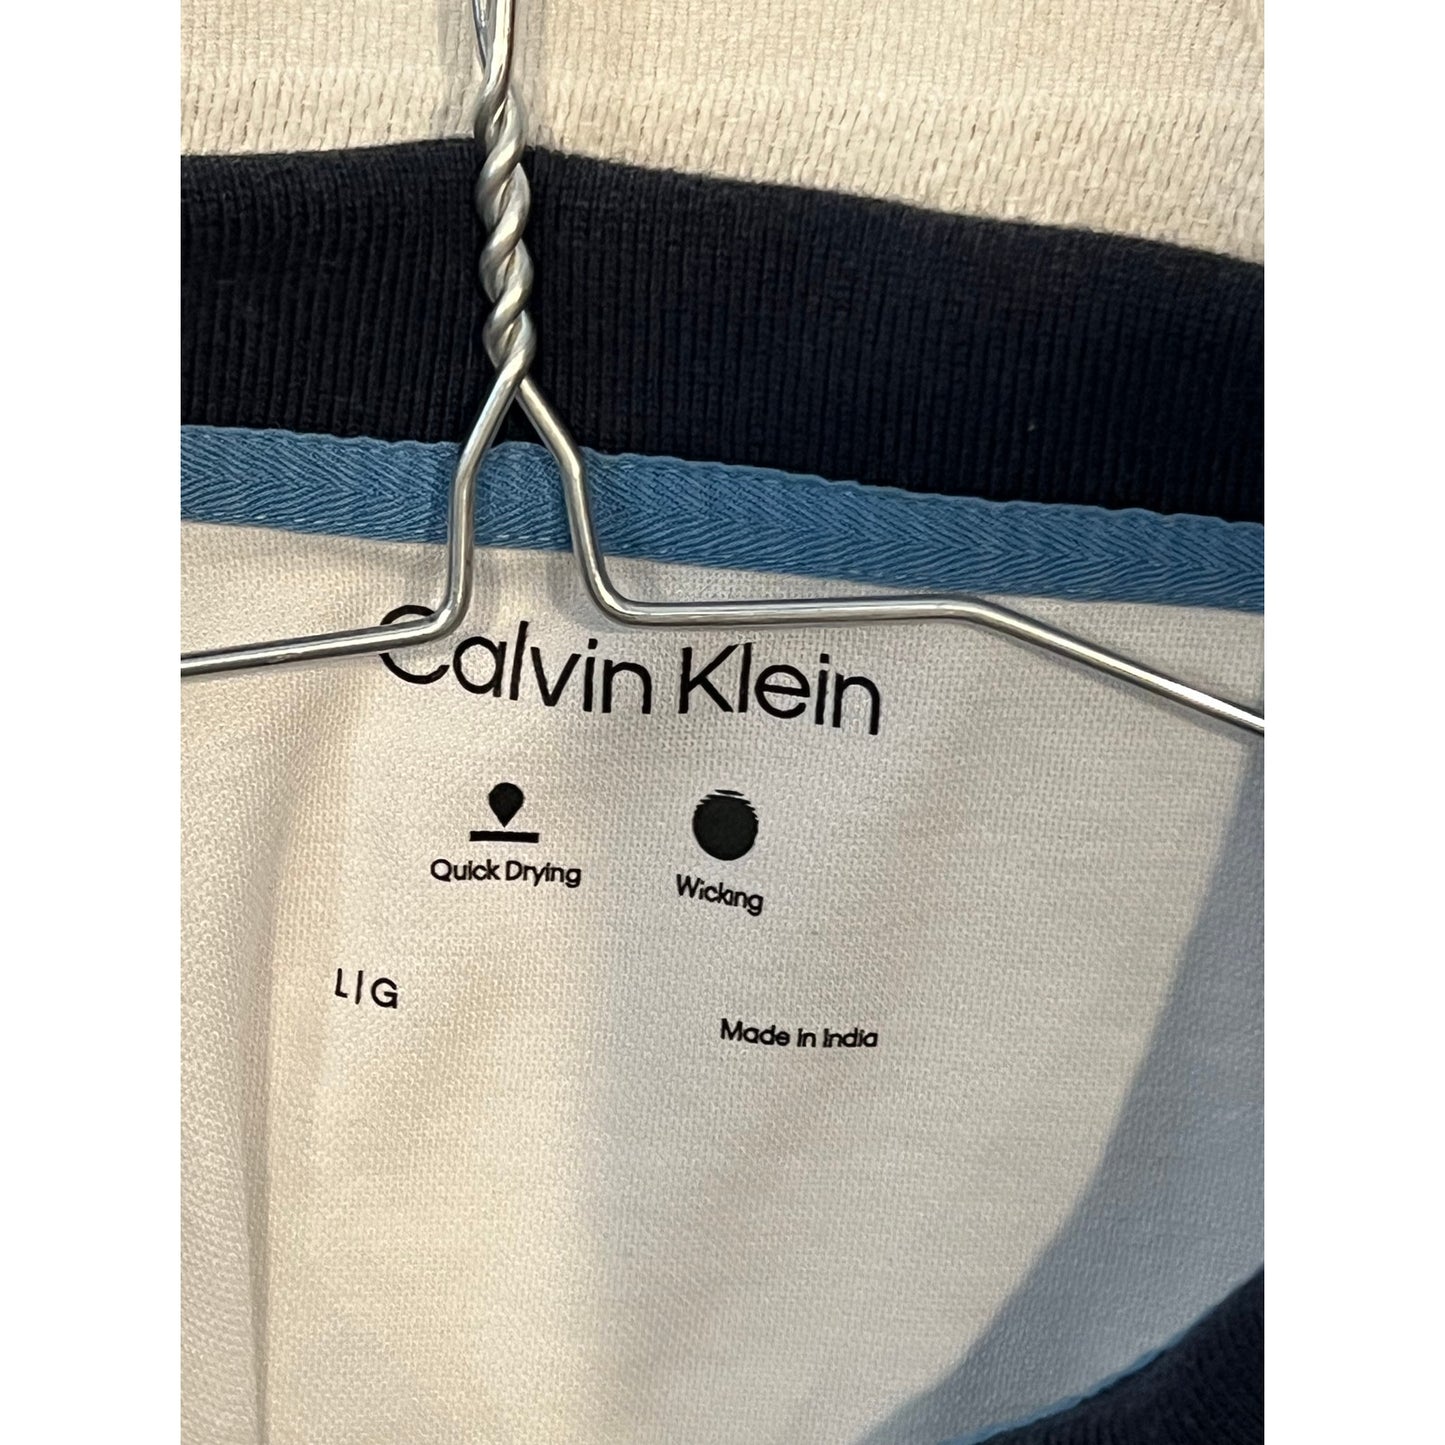 Calvin Klein
Quick Drying
Wicking
L|G
Made in India